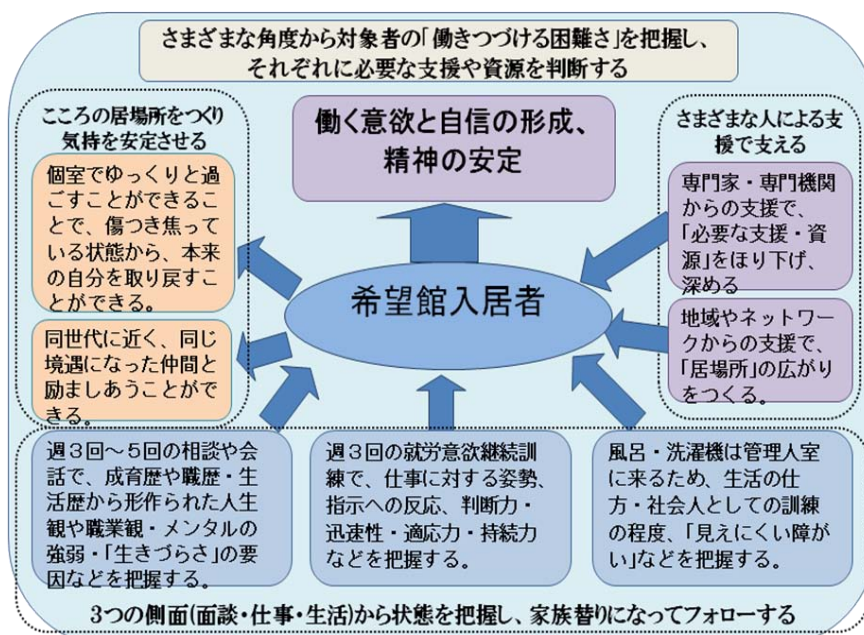 さまざまな角度から対象者の「働きつづける困難さ」を把握し、
それぞれに必要な支援や資源を判断する
こころの居場所をつくり
気持を安定させる
個室でゆっくりと過
ごすことができるこ
とで、傷つき焦って
いる状態から、本来
の自分を取り戻すこ
とができる。
同世代に近く、同じ
境遇になった仲間と
励ましあうことがで
きる。
働く意欲と自信の形成、
精神の安定
希望館入居者
さまざまな人による支
援で支える
専門家・専門機関
からの支援で、
「必要な支援・資
源」をほり下げ、
深める
地域やネットワー
クからの支援で、
「居場所」の広がり
をつくる。
週３回～５回の相談や会
話で、成育歴や職歴・生
活歴から形作られた人生
観や職業観・メンタルの
強弱・「生きづらさ」の要
因などを把握する。
週３回の就労意欲継続訓
練で、仕事に対する姿勢、
指示への反応、判断力・
迅速性・適応力・持続力
などを把握する。
風呂・洗濯機は管理人室
に来るため、生活の仕
方・社会人としての訓練
の程度、「見えにくい障が
い」などを把握する。
3つの側面(面談・仕事・生活)から状態を把握し、家族替りになってフォローする